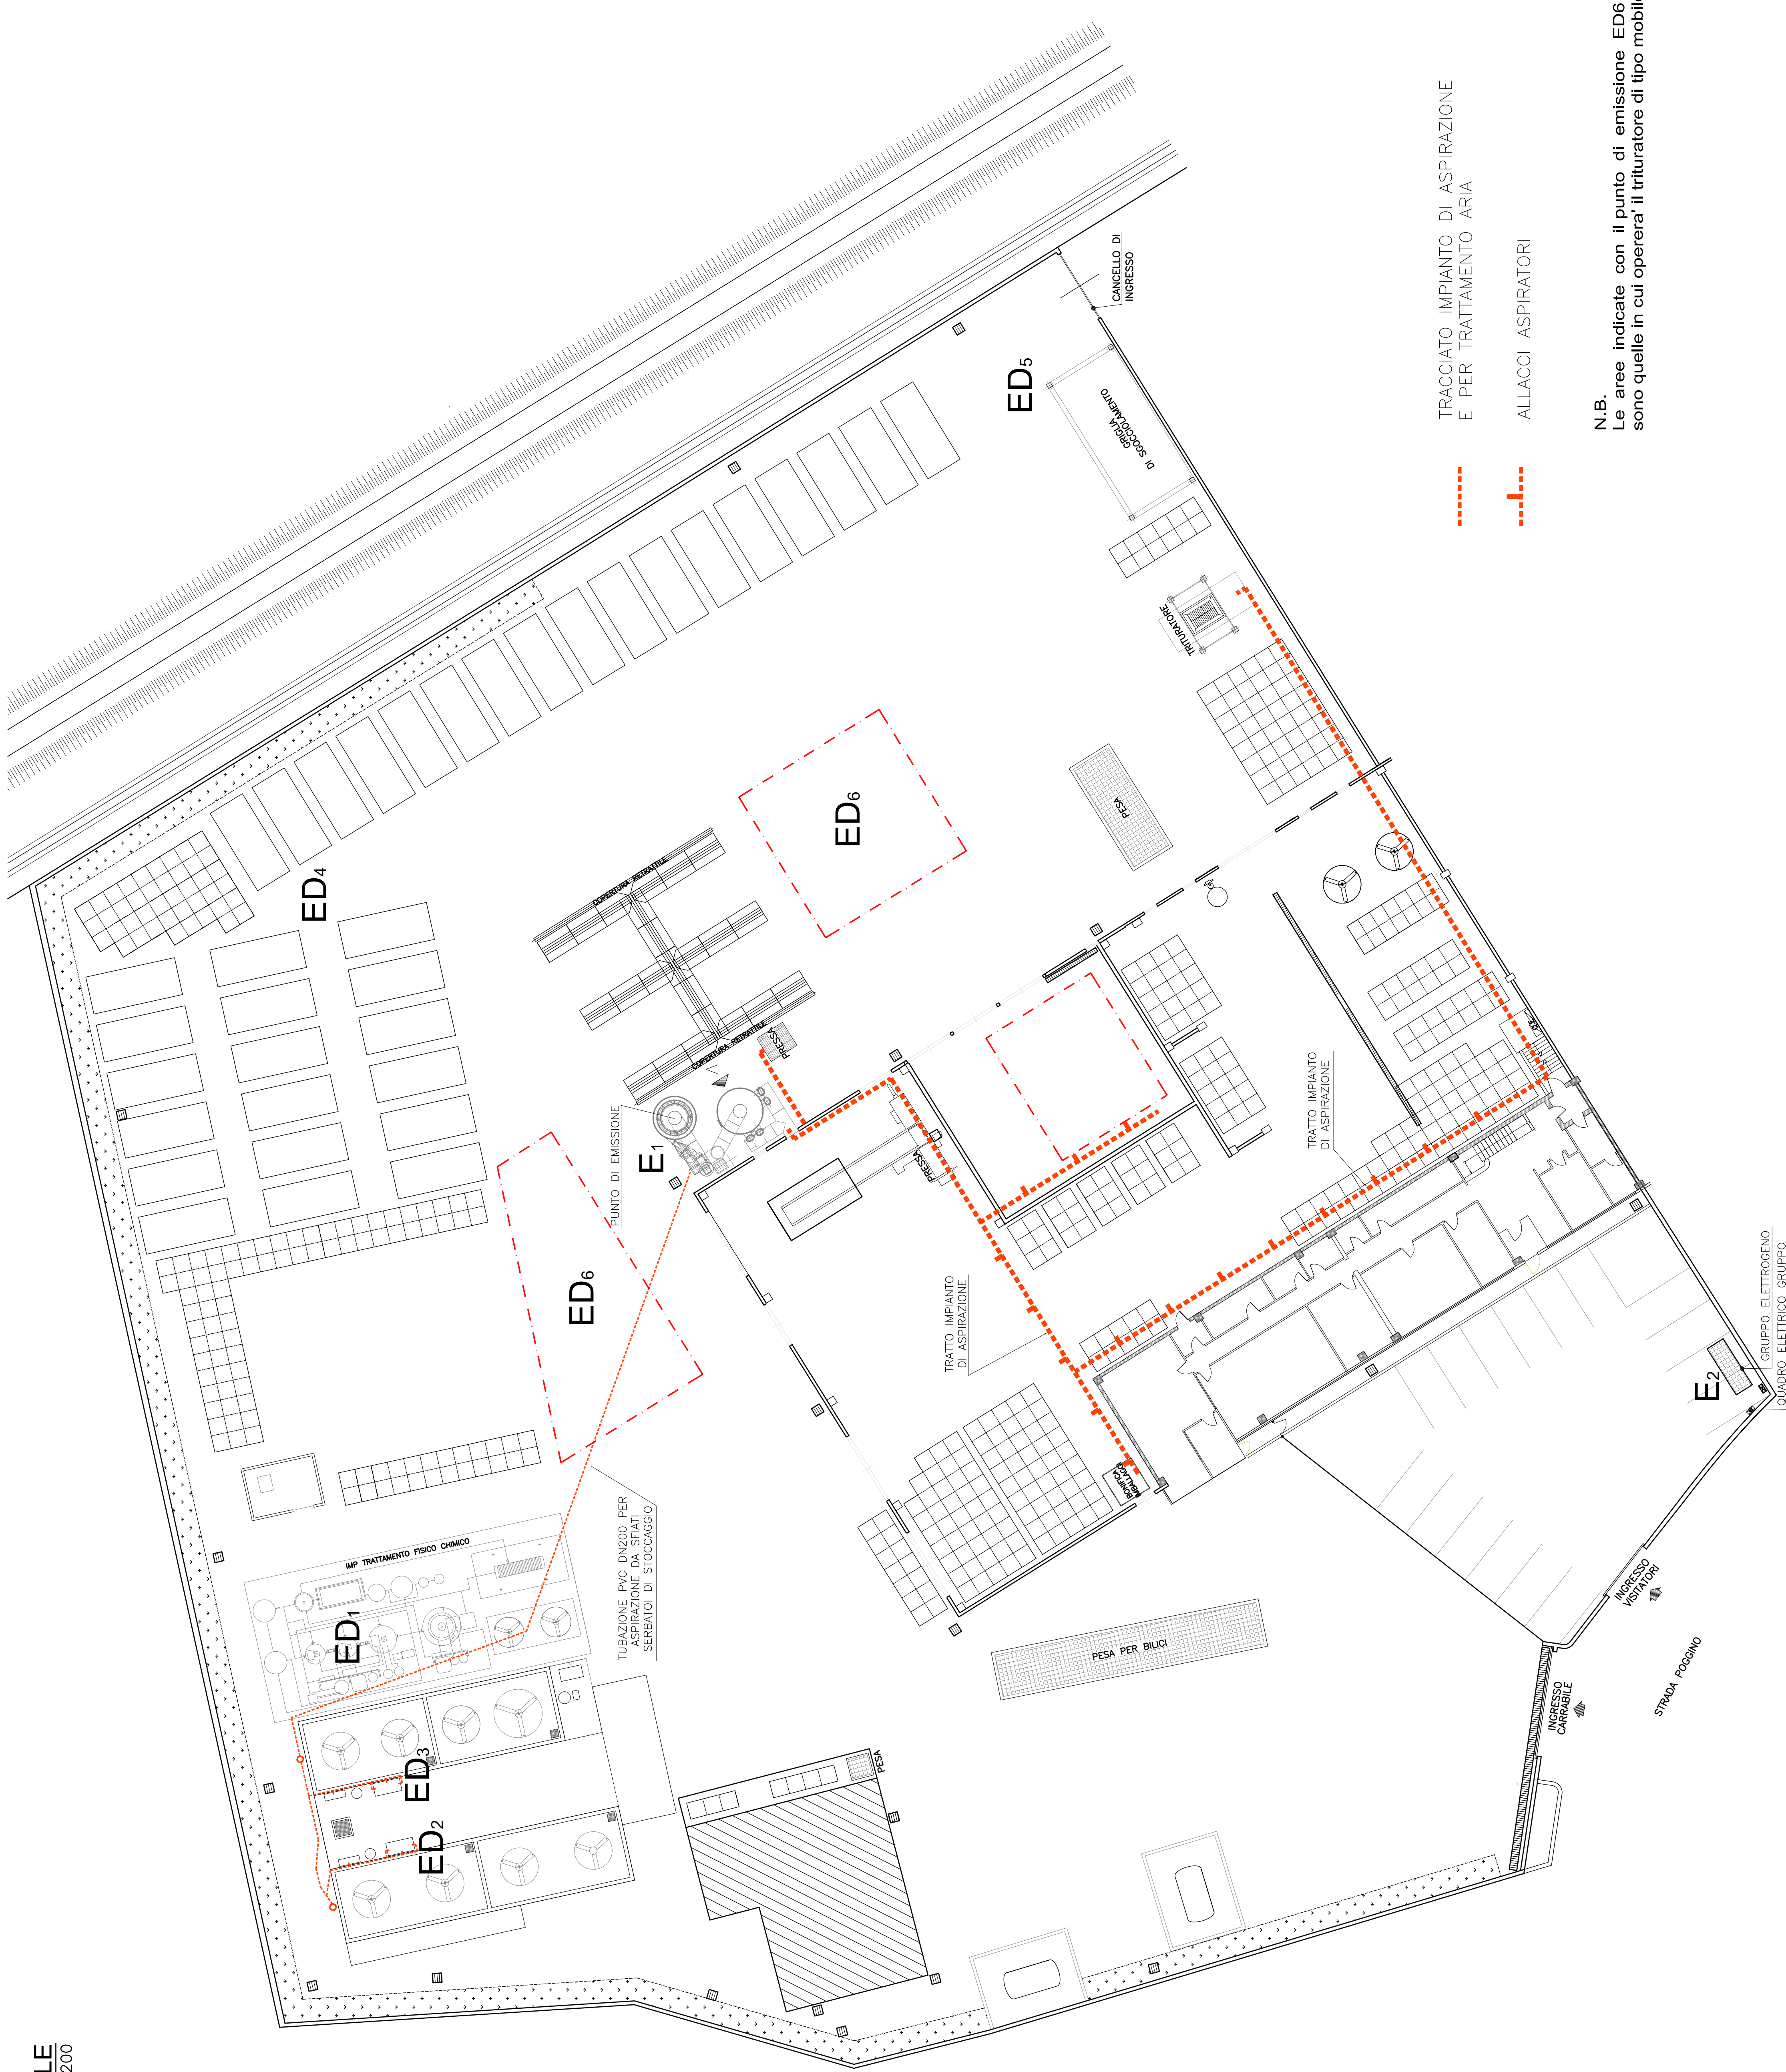 TRACCIATO IMPIANTO DI ASPIRAZIONE
E PER TRATTAMENTO ARIA
ALLACCI ASPIRATORI
N.B.
Le aree indicate con il punto di emissione ED6
sono quelle in cui opererà' il trituratore di tipo mobile
CANCELLO DI
INGRESSO
ED5
GRIGLIA
DI SGOCCIOLAMENTO
TRITURATORE
ED4
COPERTURA RETRATTILE
ED6
PESA
COPERTURA RETRATTILE
PRESSA
A
PUNTO DI EMISSIONE
E1
PRESSA
Q.E.
TRATTO IMPIANTO
DI ASPIRAZIONE
ED6
TRATTO IMPIANTO
DI ASPIRAZIONE
BONIFICA
IMBALLAGGI
GRUPPO ELETTROGENO
QUADRO ELETTRICO GRUPPO
E2
TUBAZIONE PVC DN200 PER
ASPIRAZIONE DA SFIATI
SERBATOI DI STOCCAGGIO
IMP TRATTAMENTO FISICO CHIMICO
ED1
PESA PER BILICI
INGRESSO
VISITATORI
INGRESSO
CARRABILE
STRADA POGGINO
ED3
ED2
PESA
LE
200